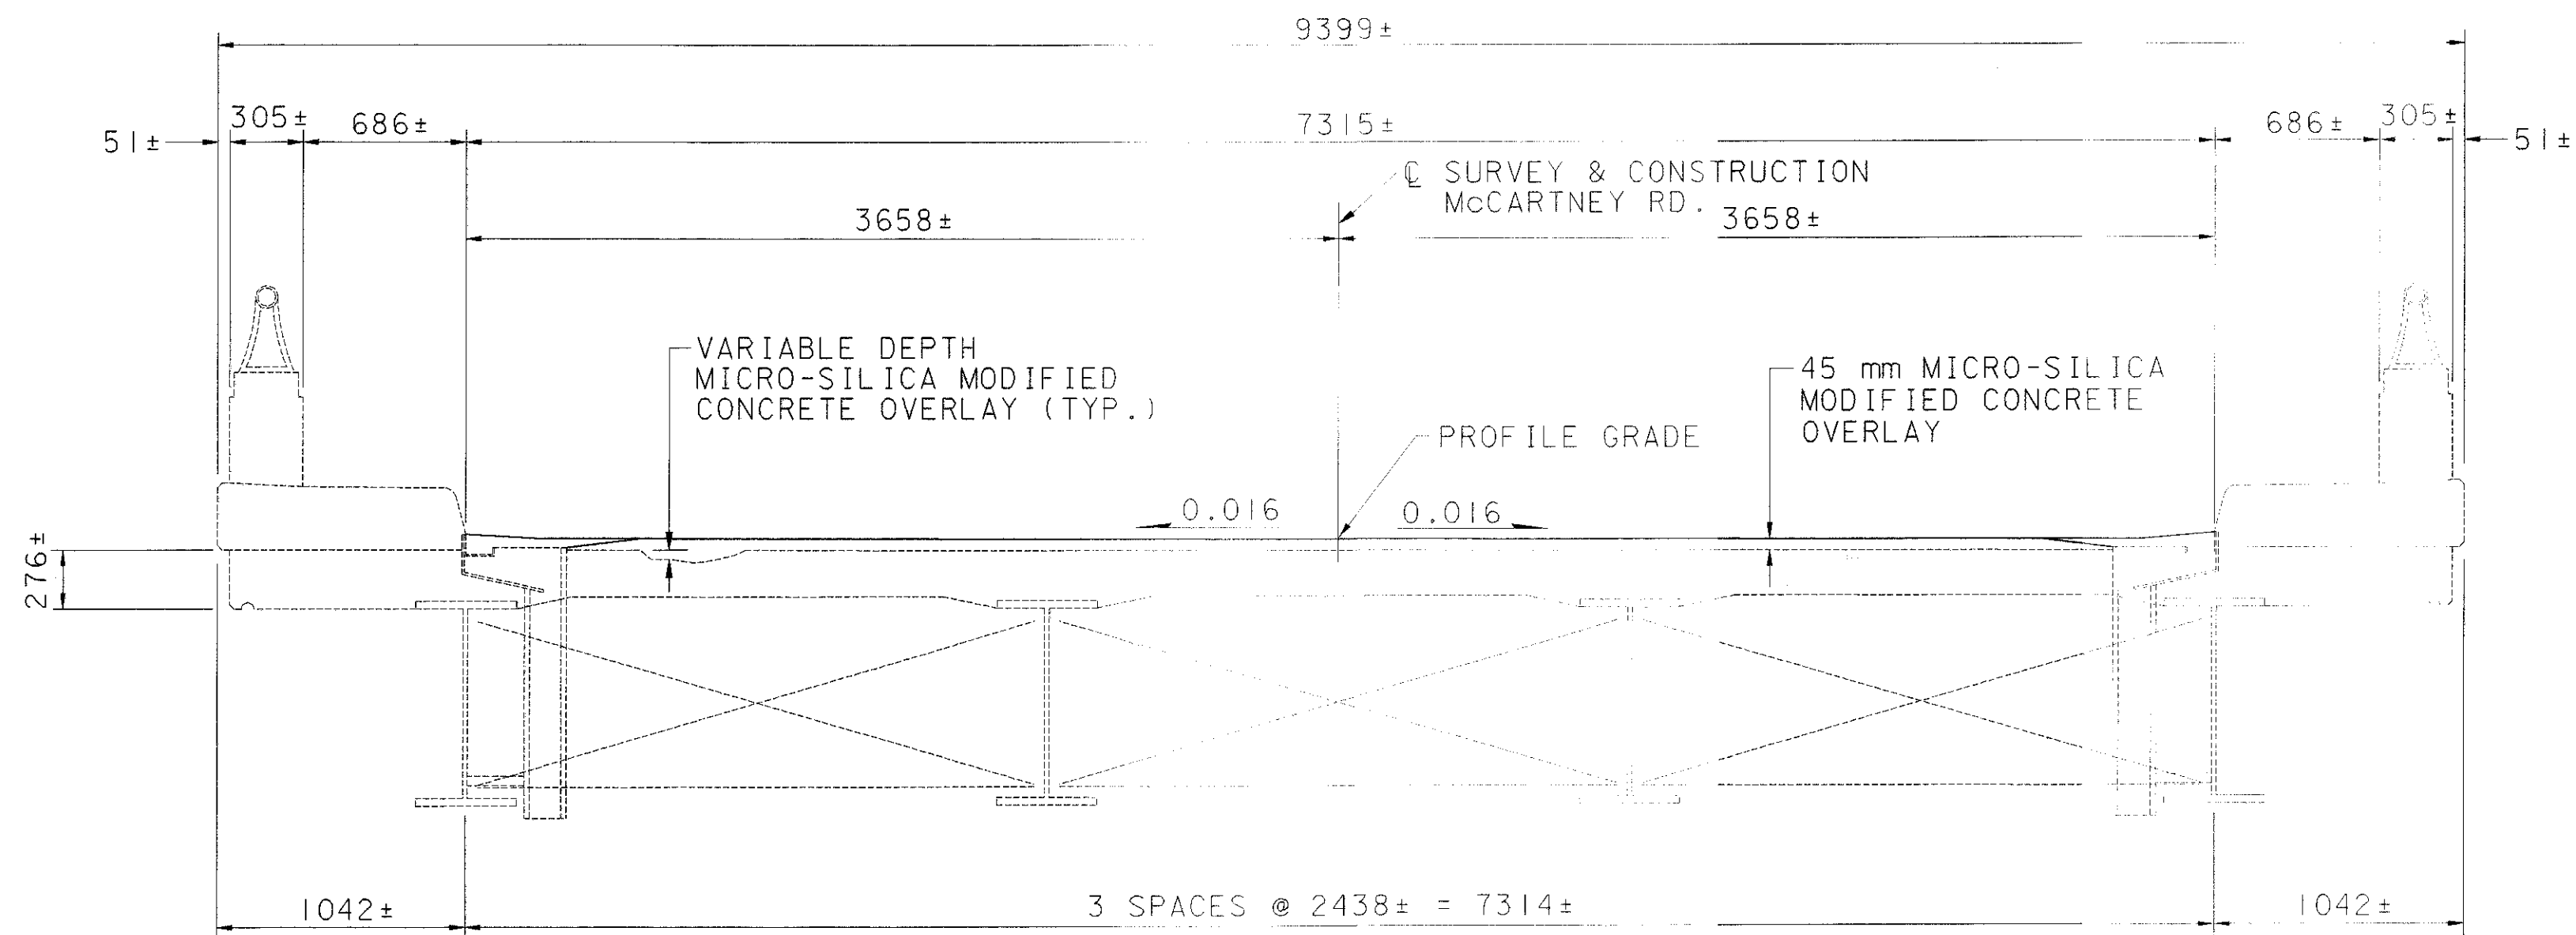 9399±
51±
305±
686±
7315±
686±
305±
51±
℄ SURVEY & CONSTRUCTION
McCARTNEY RD.
3658±
3658±
VARIABLE DEPTH
MICRO-SILICA MODIFIED
CONCRETE OVERLAY (TYP.)
45 mm MICRO-SILICA
MODIFIED CONCRETE
OVERLAY
PROFILE GRADE
0.016
0.016
276±
1042±
3 SPACES @ 2438± = 7314±
1042±